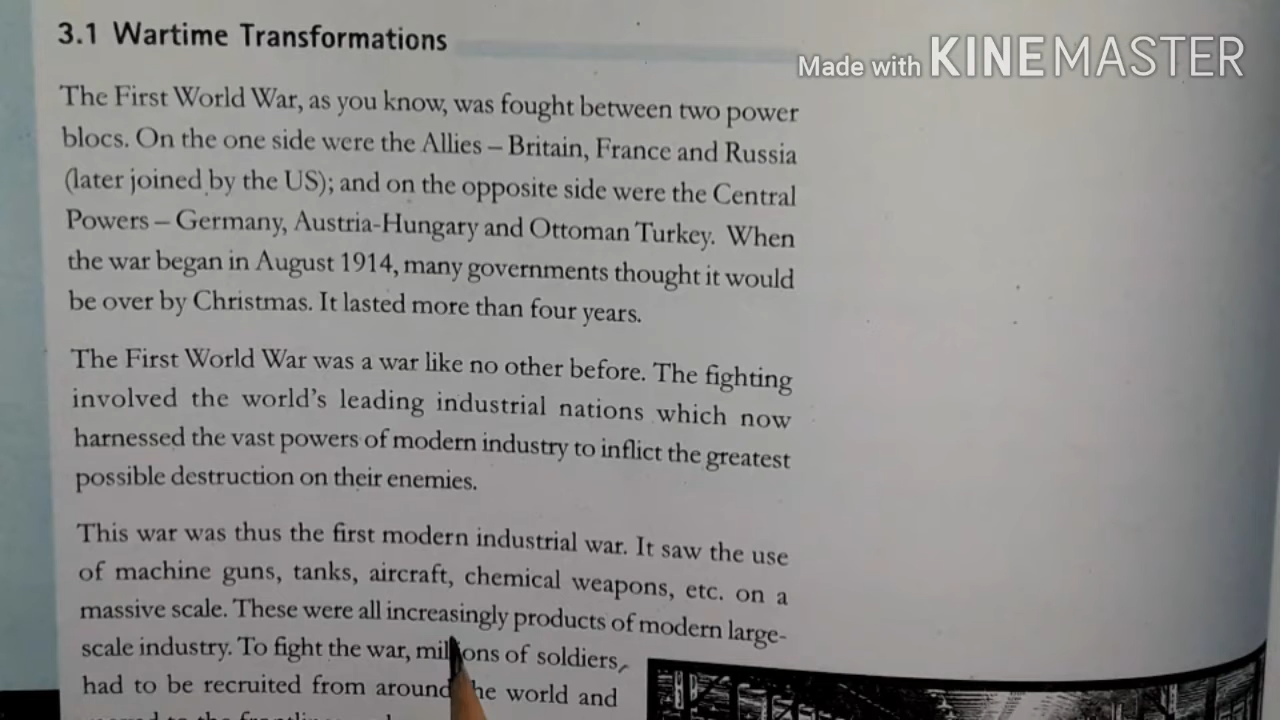 3.1 Wartime Transformations
Made with KINEMASTER
The First World War, as you know, was fought between two power
blocs. On the one side were the Allies – Britain, France and Russia
(later joined by the US); and on the opposite side were the Central
Powers – Germany, Austria-Hungary and Ottoman Turkey. When
the war began in August 1914, many governments thought it would
be over by Christmas. It lasted more than four years.
The First World War was a war like no other before. The fighting
involved the world's leading industrial nations which now
harnessed the vast powers of modern industry to inflict the greatest
possible destruction on their enemies.
This war was thus the first modern industrial war. It saw the use
of machine guns, tanks, aircraft, chemical weapons, etc. on a
massive scale. These were all increasingly products of modern large-
scale industry. To fight the war, millions of soldiers
had to be recruited from around the world and